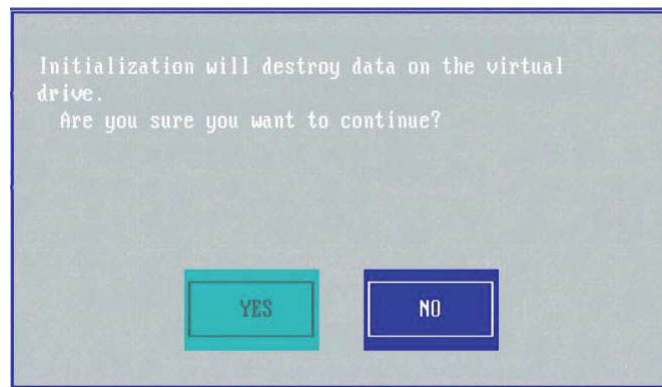 Initialization will destroy data on the virtual
drive.
Are you sure you want to continue?
YES
NO